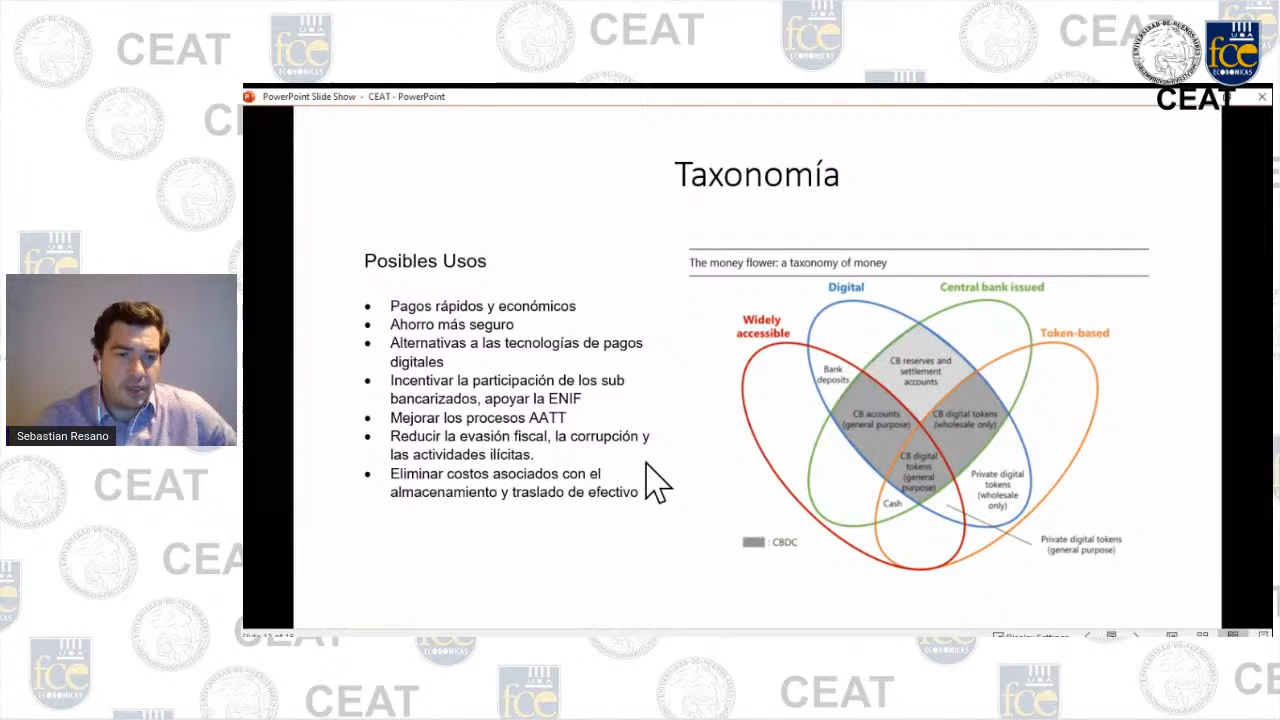 CEAT
UBA
fce
ECONOMICAS
CEAT
PowerPoint Slide Show - CEAT - PowerPoint
Taxonomía
Posibles Usos
• Pagos rápidos y económicos
• Ahorro más seguro
• Alternativas a las tecnologías de pagos
digitales
• Incentivar la participación de los sub
bancarizados, apoyar la ENIF
• Mejorar los procesos AATT
• Reducir la evasión fiscal, la corrupción y
las actividades ilícitas.
• Eliminar costos asociados con el
almacenamiento y traslado de efectivo
The money flower: a taxonomy of money
Digital
Central bank issued
Widely
accessible
Token-based
Bank
deposits
CB reserves and
settlement
accounts
CB accounts
(general purpose)
CB digital tokens
(wholesale only)
CB digital
tokens
(general
purpose)
Private digital
tokens
(wholesale
only)
Cash
Private digital tokens
(general purpose)
: CBDC
Sebastian Resano